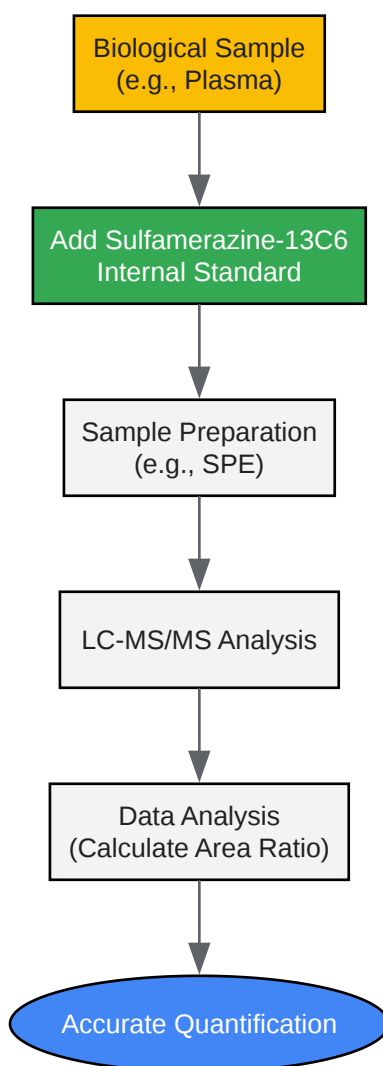 Biological Sample
(e.g., Plasma)
Add Sulfamerazine-13C6
Internal Standard
Sample Preparation
(e.g., SPE)
LC-MS/MS Analysis
Data Analysis
(Calculate Area Ratio)
Accurate Quantification